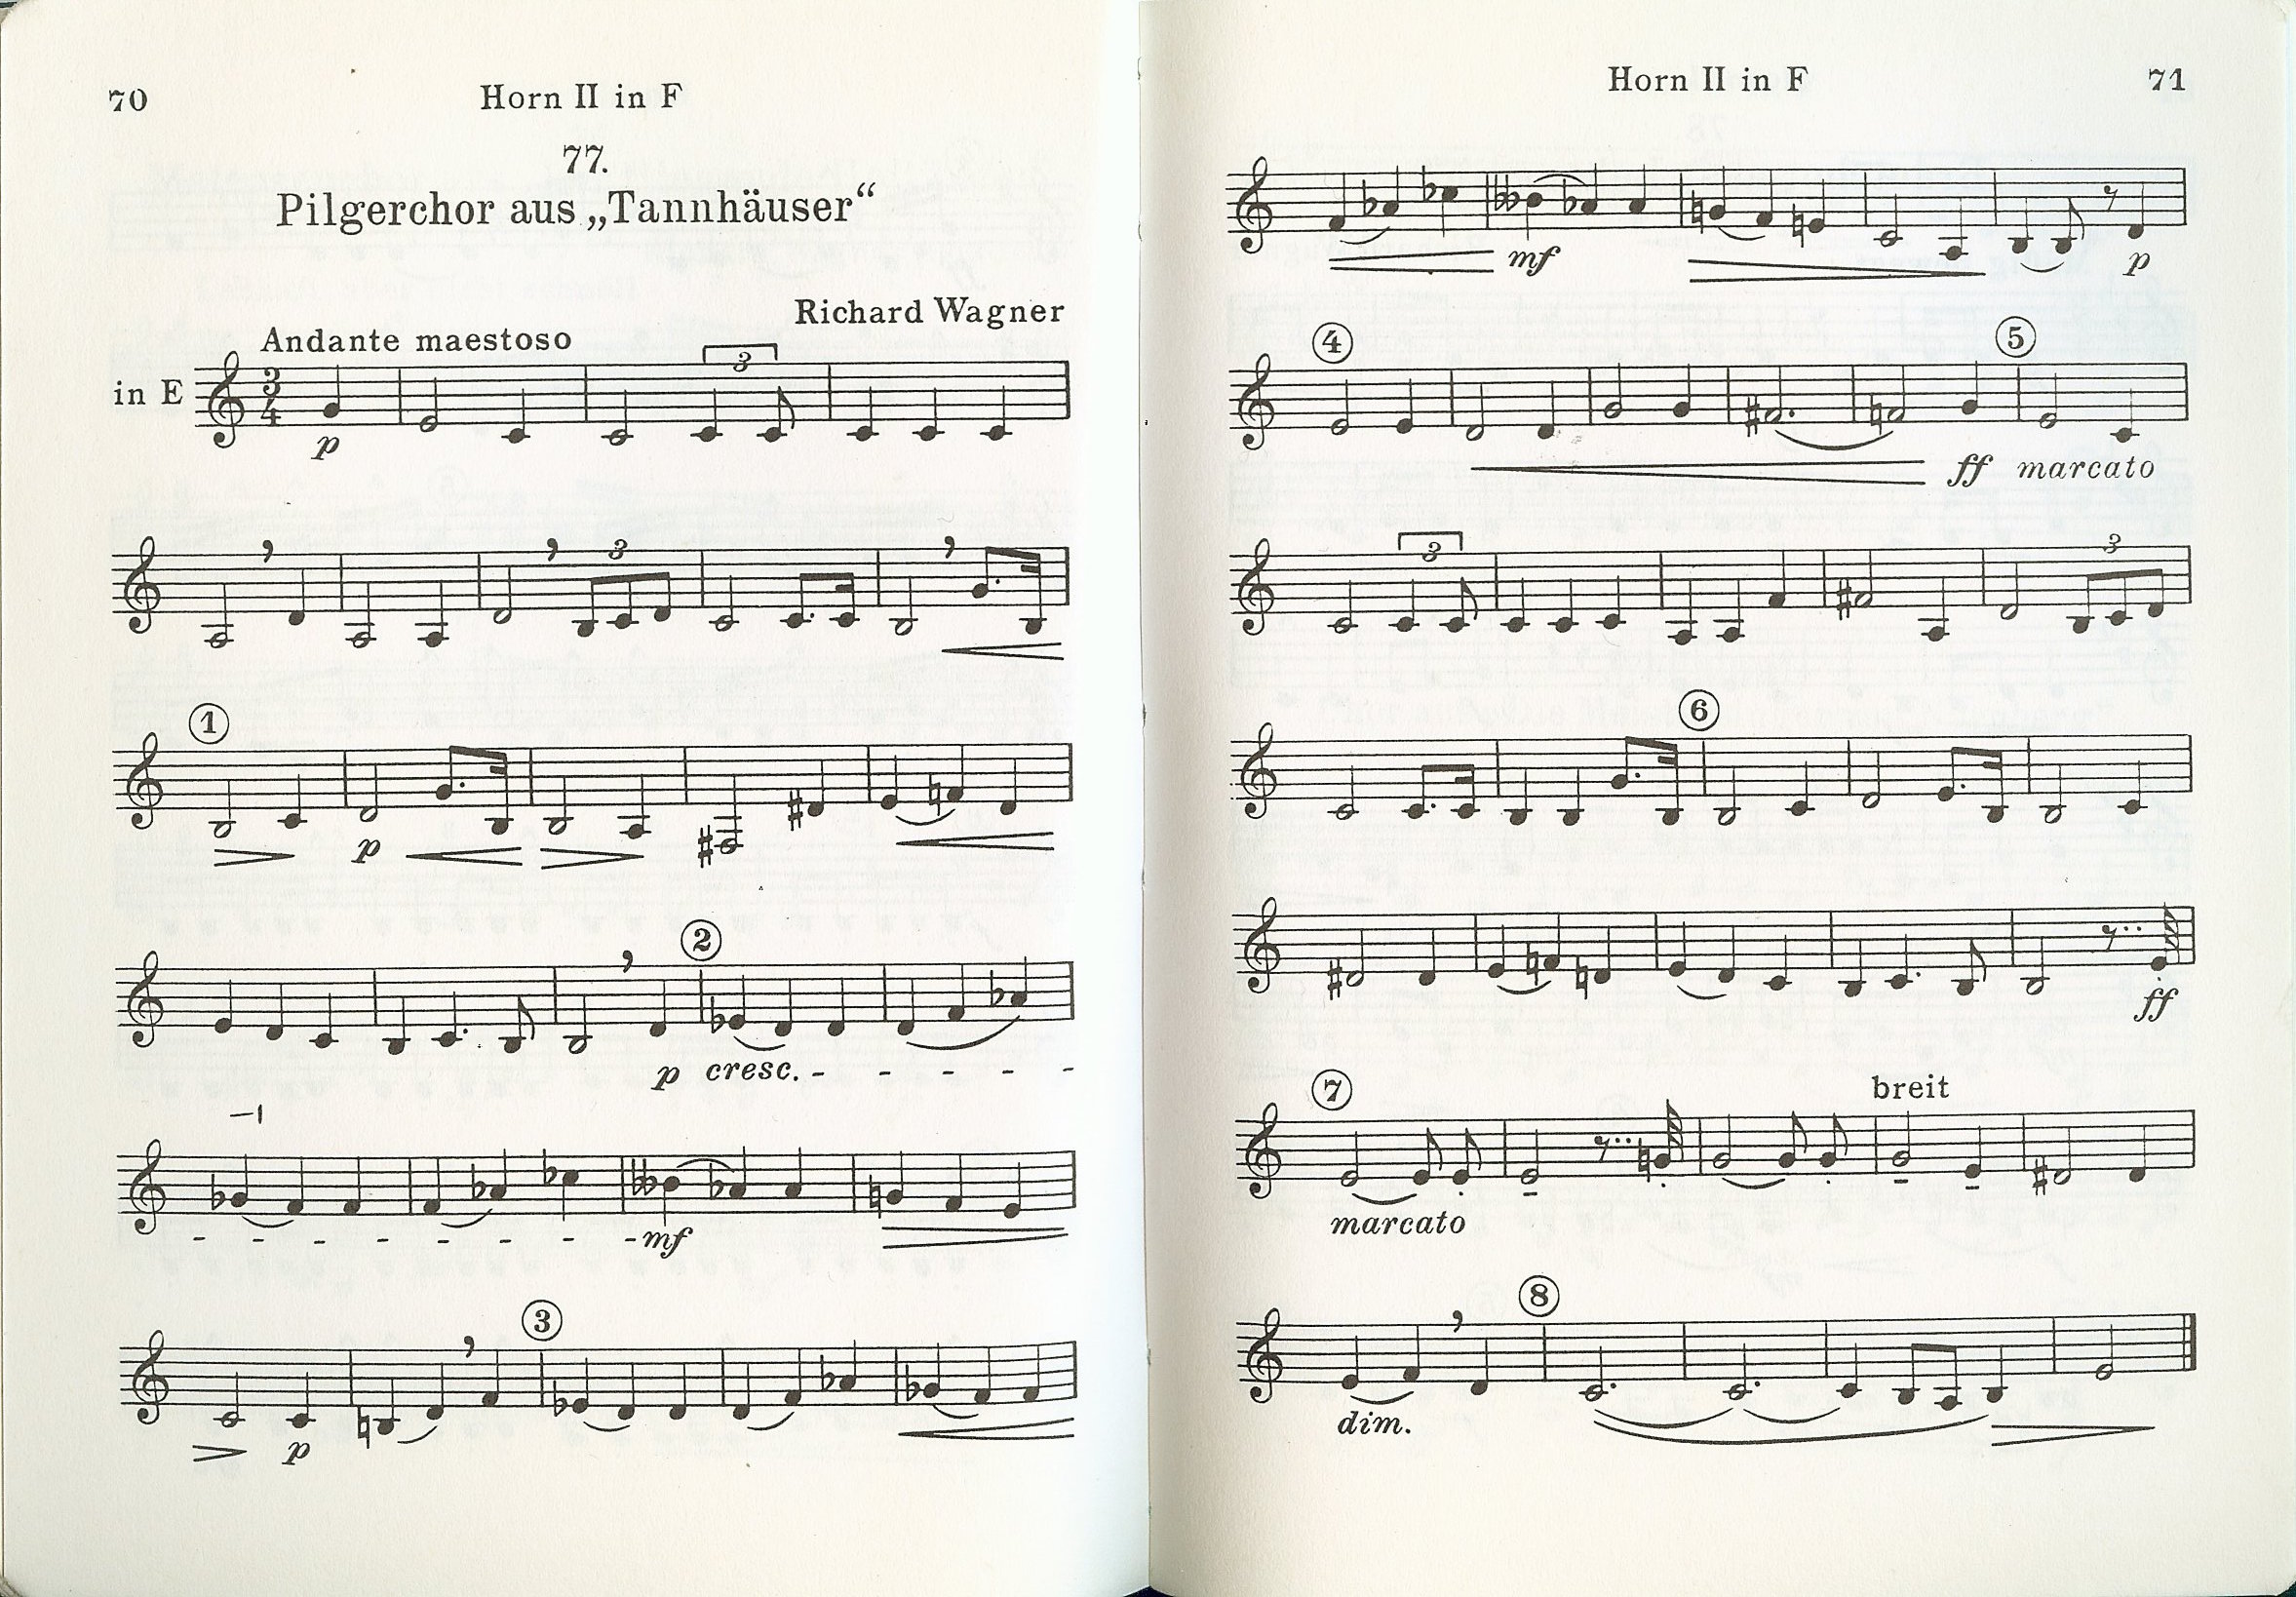 70
Horn II in F
77.
Pilgerchor aus „Tannhäuser“
Richard Wagner
Andante maestoso
in E
3
4
3
p
3
1
p
2
p cresc. - - - - -
- - - - - - - - mf
3
p
Horn II in F
71
mf
p
4
5
ff marcato
3
3
6
ff
7
breit
marcato
8
dim.